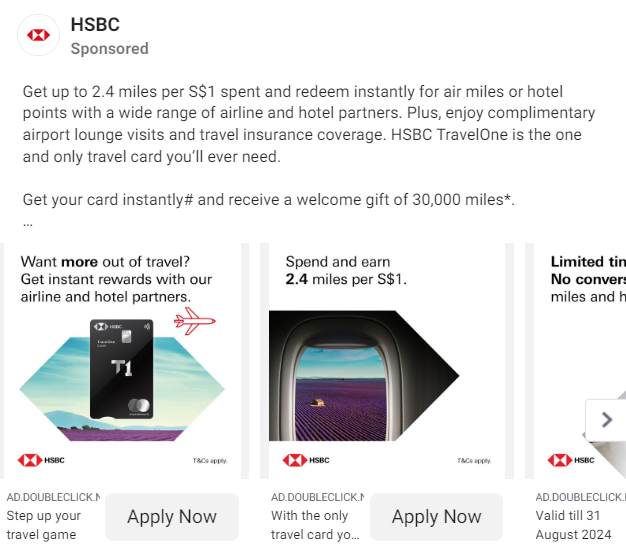 HSBC
Sponsored
Get up to 2.4 miles per S$1 spent and redeem instantly for air miles or hotel
points with a wide range of airline and hotel partners. Plus, enjoy complimentary
airport lounge visits and travel insurance coverage. HSBC TravelOne is the one
and only travel card you’ll ever need.
Get your card instantly# and receive a welcome gift of 30,000 miles*.
...
Want more out of travel?
Get instant rewards with our
airline and hotel partners.
HSBC
TravelOne
T1
HSBC
T&Cs apply.
AD.DOUBLECLICK.N
Step up your
travel game
Apply Now
Spend and earn
2.4 miles per S$1.
HSBC
T&Cs apply.
AD.DOUBLECLICK.N
With the only
travel card yo...
Apply Now
Limited tim
No convers
miles and h
HSBC
AD.DOUBLECLICK.N
Valid till 31
August 2024